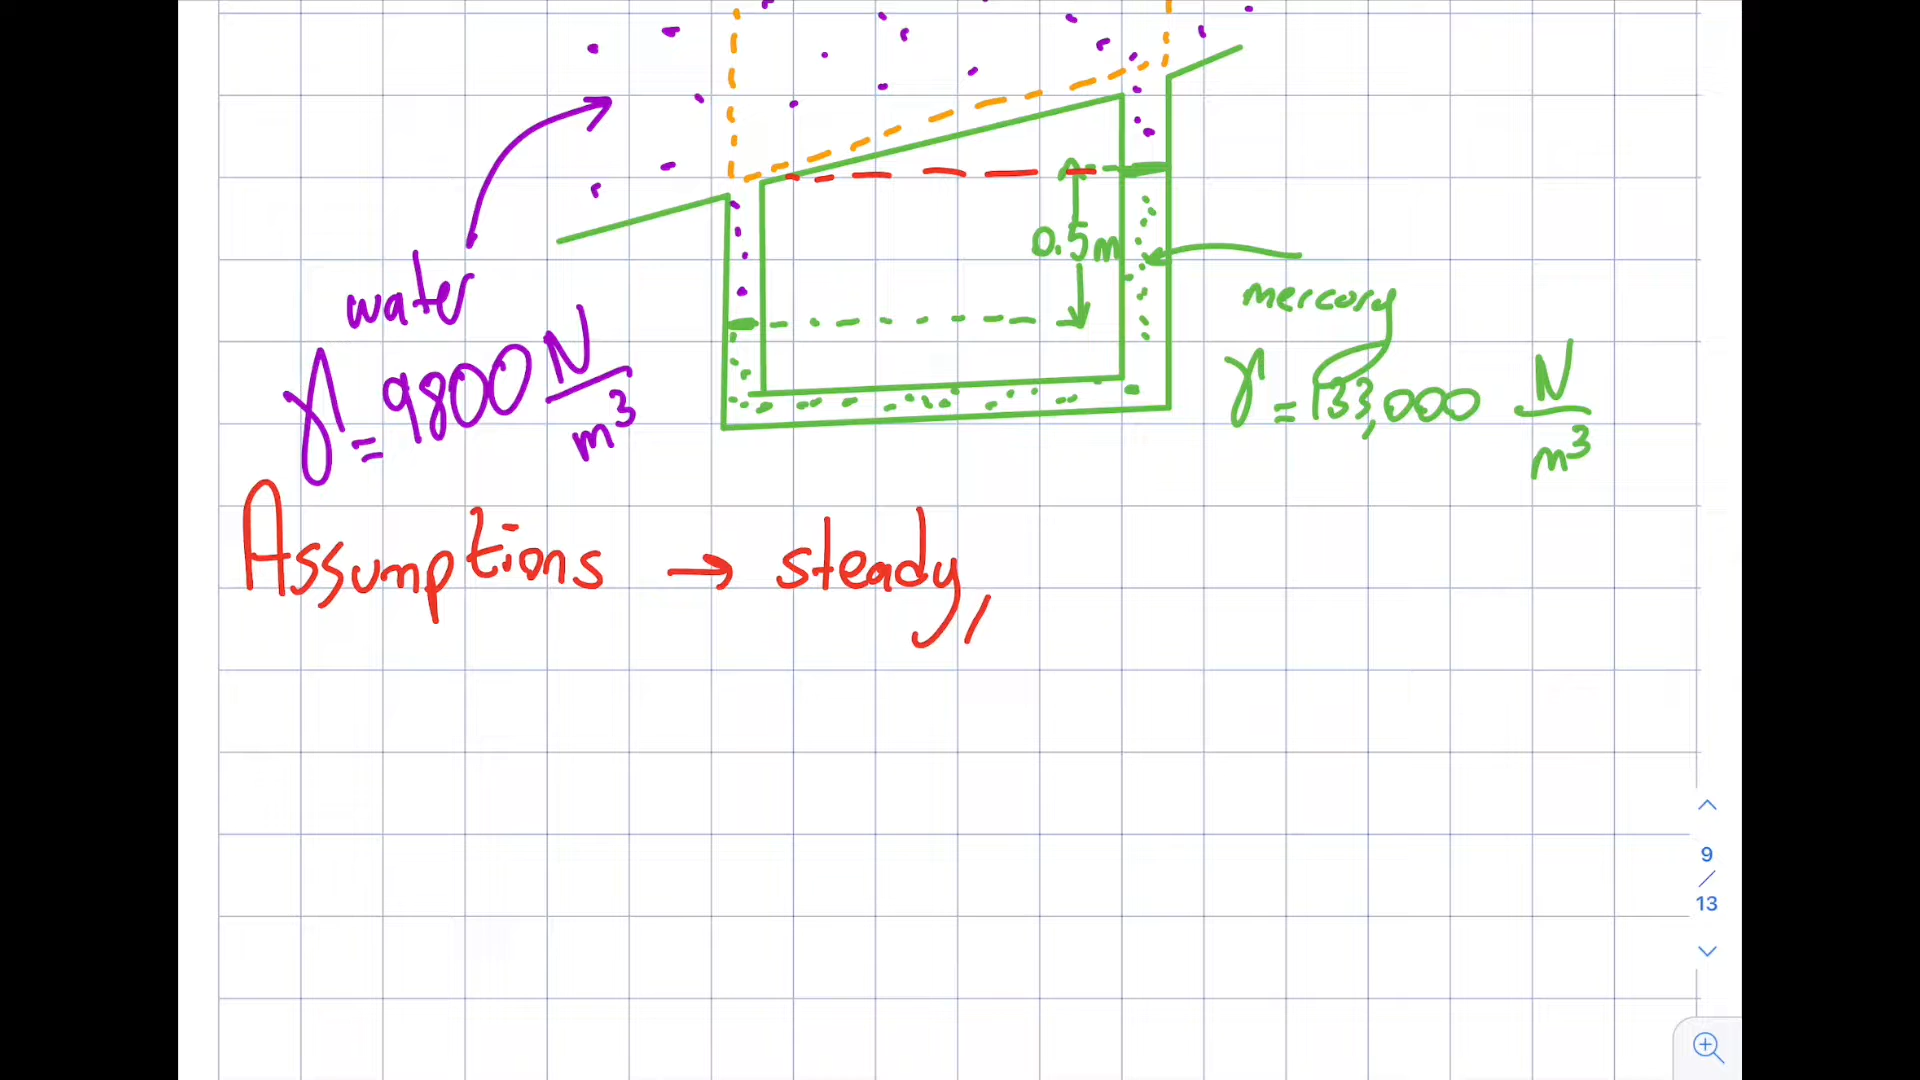 0.5m
water
γ = 9800 N/m³
mercury
γ = 133,000 N/m³
Assumptions → steady,
9
/
13